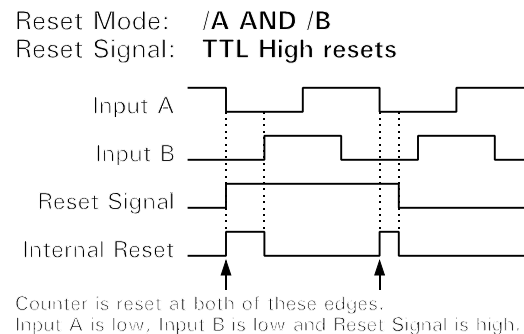 Reset Mode: /A AND /B
Reset Signal: TTL High resets
Input A
Input B
Reset Signal
Internal Reset
Counter is reset at both of these edges.
Input A is low, Input B is low and Reset Signal is high.